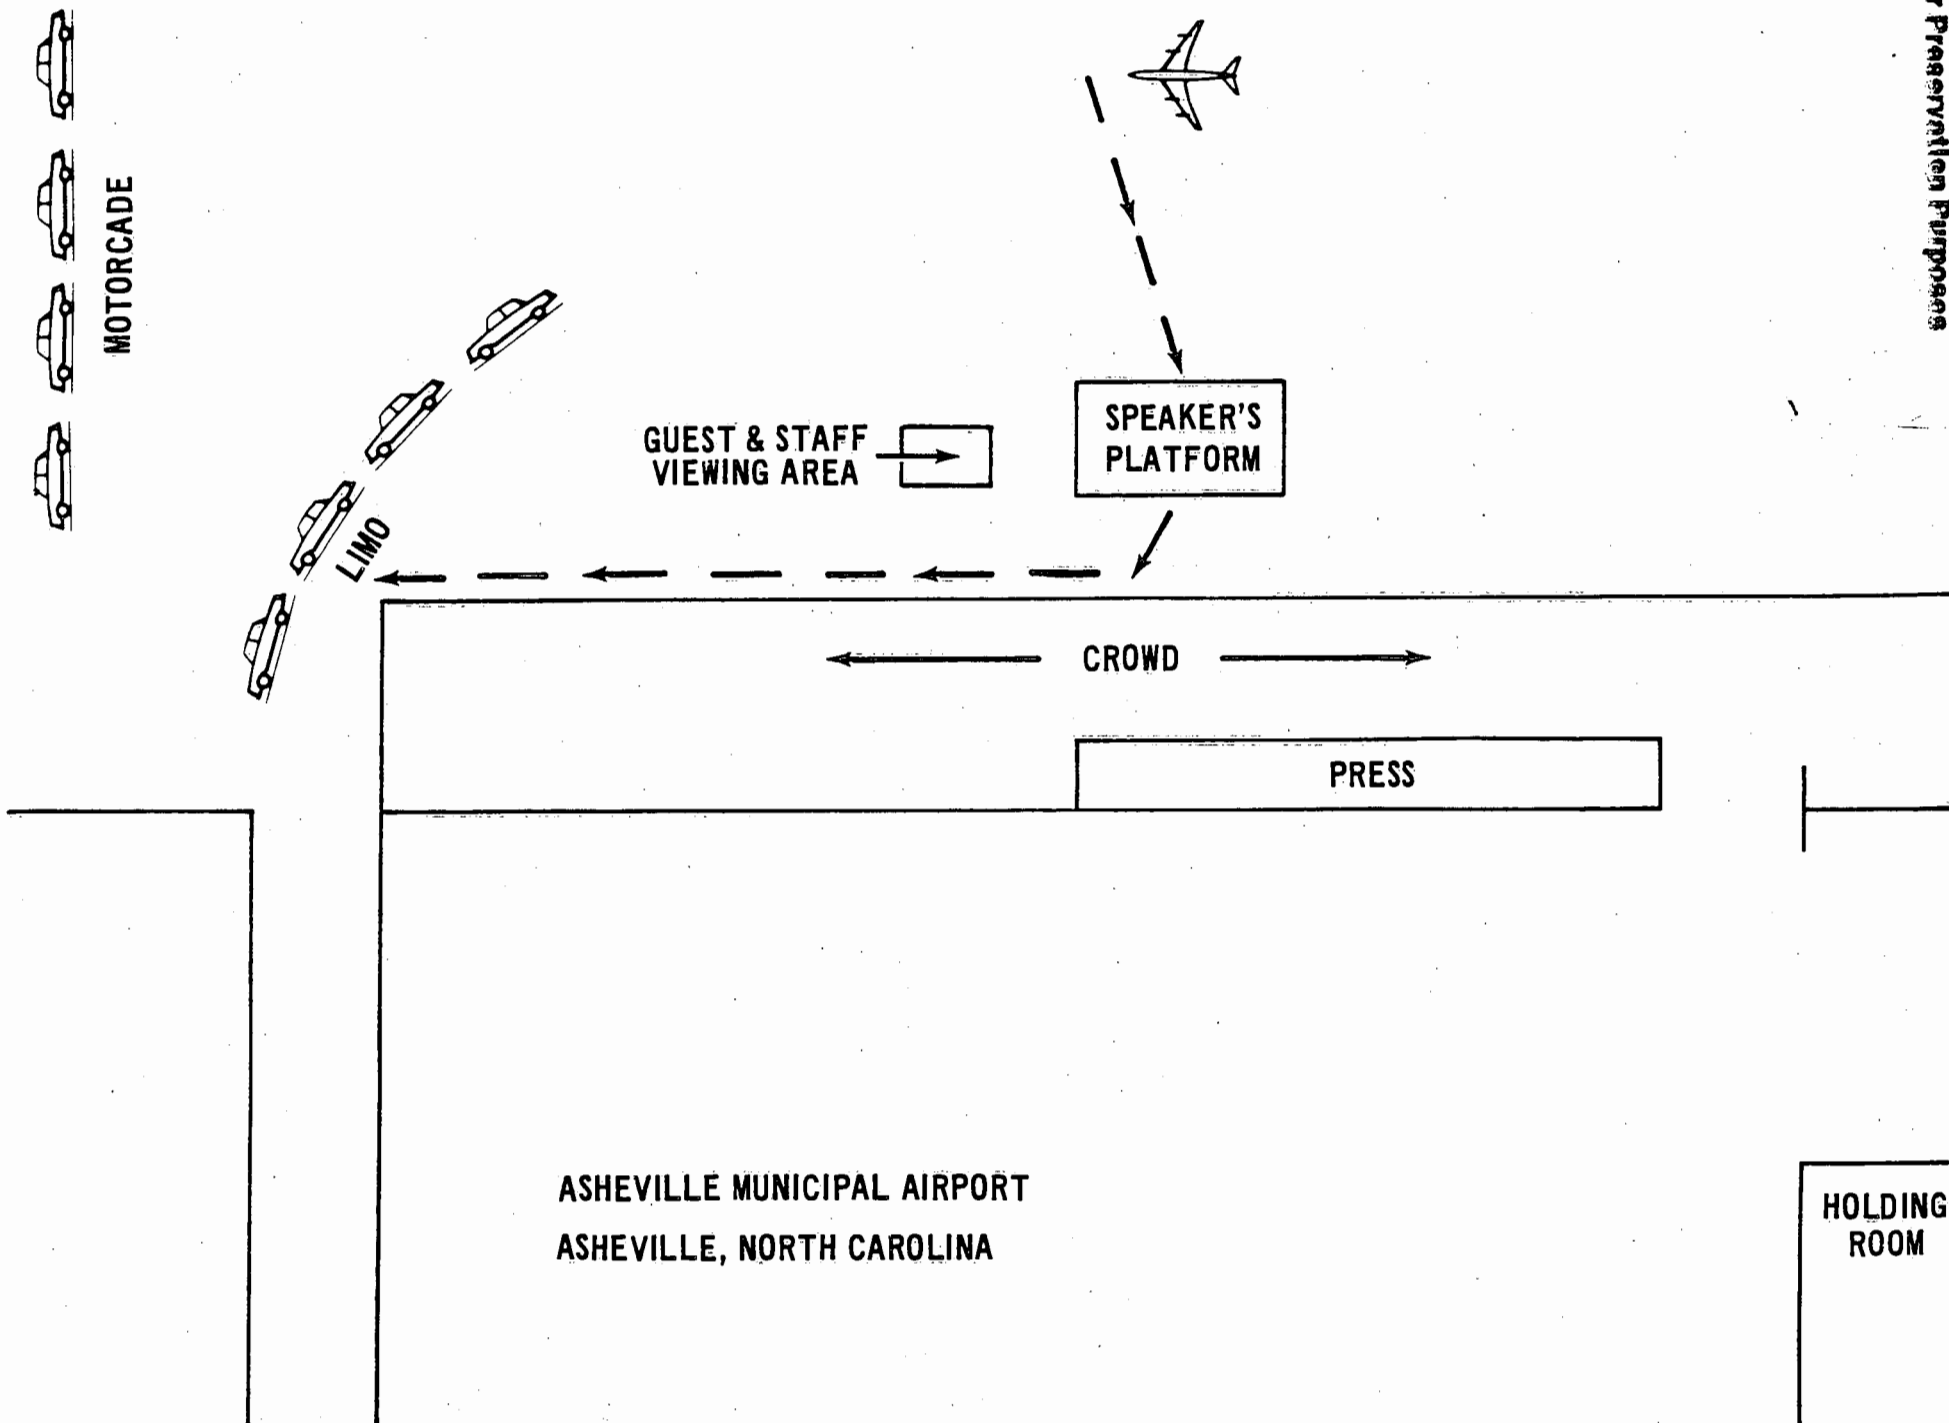 r Preservation Purposes
MOTORCADE
SPEAKER'S
PLATFORM
GUEST & STAFF
VIEWING AREA
LIMO
CROWD
PRESS
ASHEVILLE MUNICIPAL AIRPORT
ASHEVILLE, NORTH CAROLINA
HOLDING
ROOM